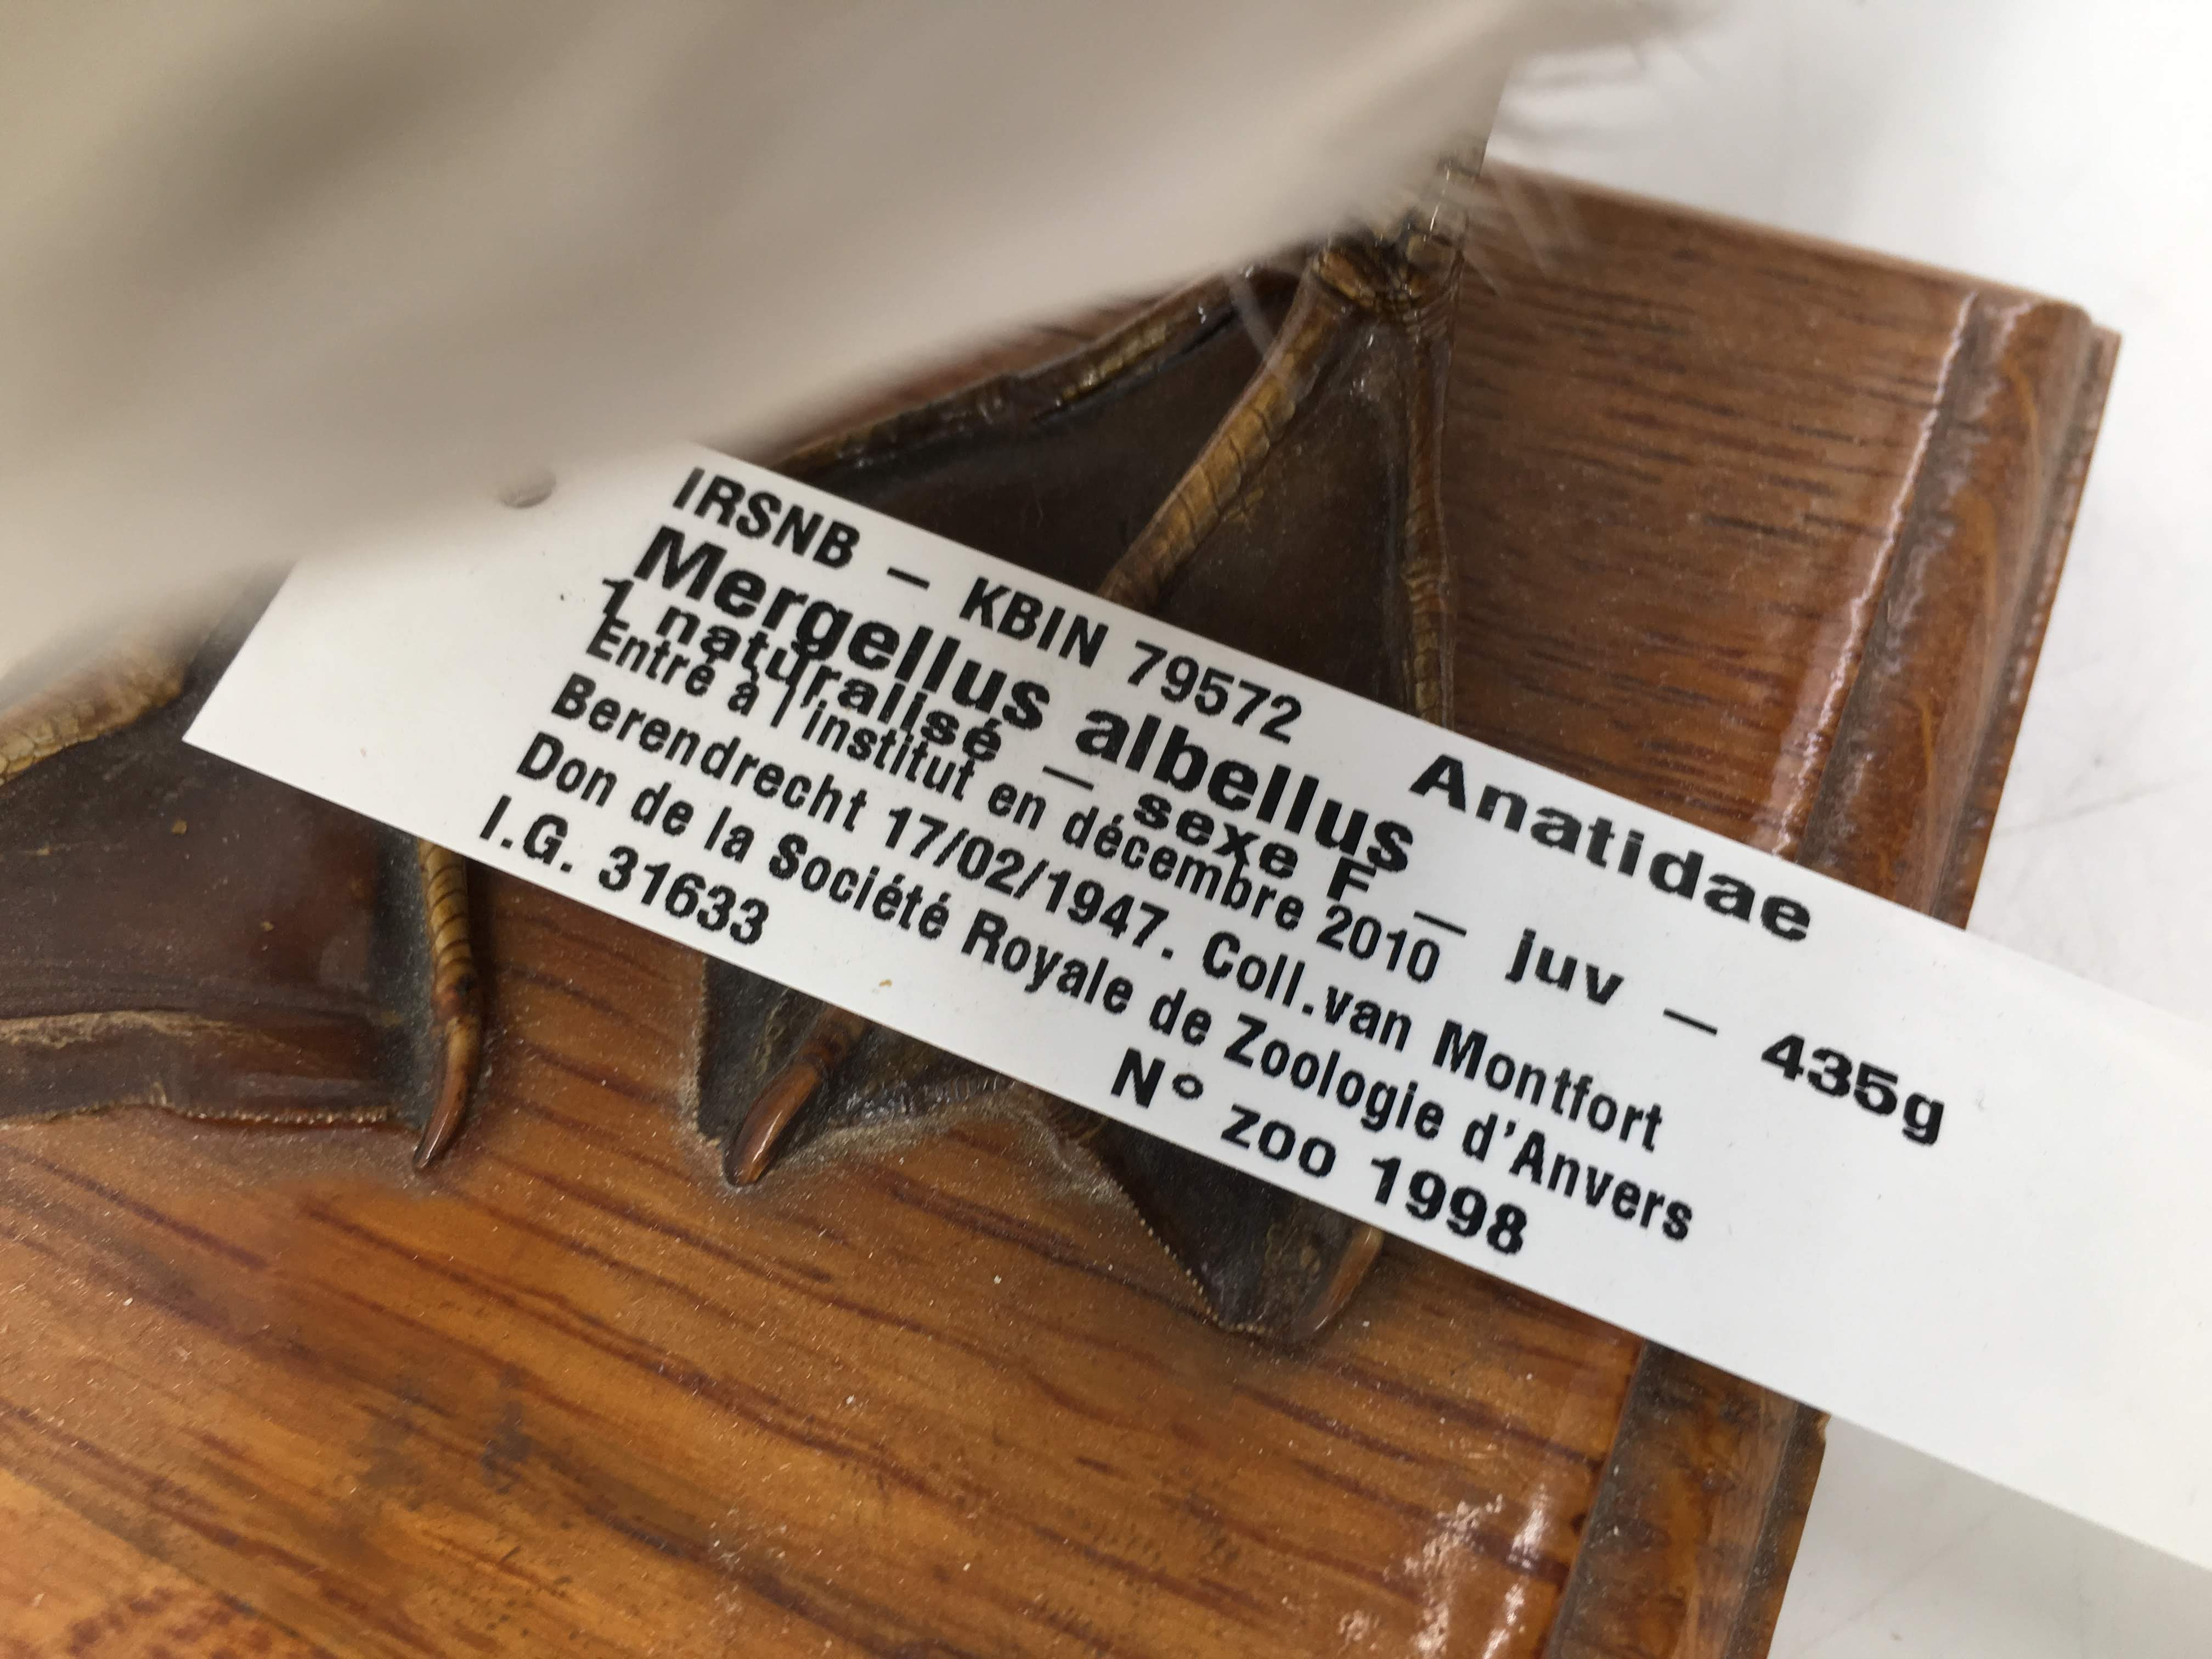 IRSNB – KBIN 79572 Anatidae
Mergellus albellus
1 naturalisé – sexe F – juv – 435g
Entré à l'institut en décembre 2010
Berendrecht 17/02/1947. Coll.van Montfort
Don de la Société Royale de Zoologie d'Anvers
I.G. 31633 N° zoo 1998